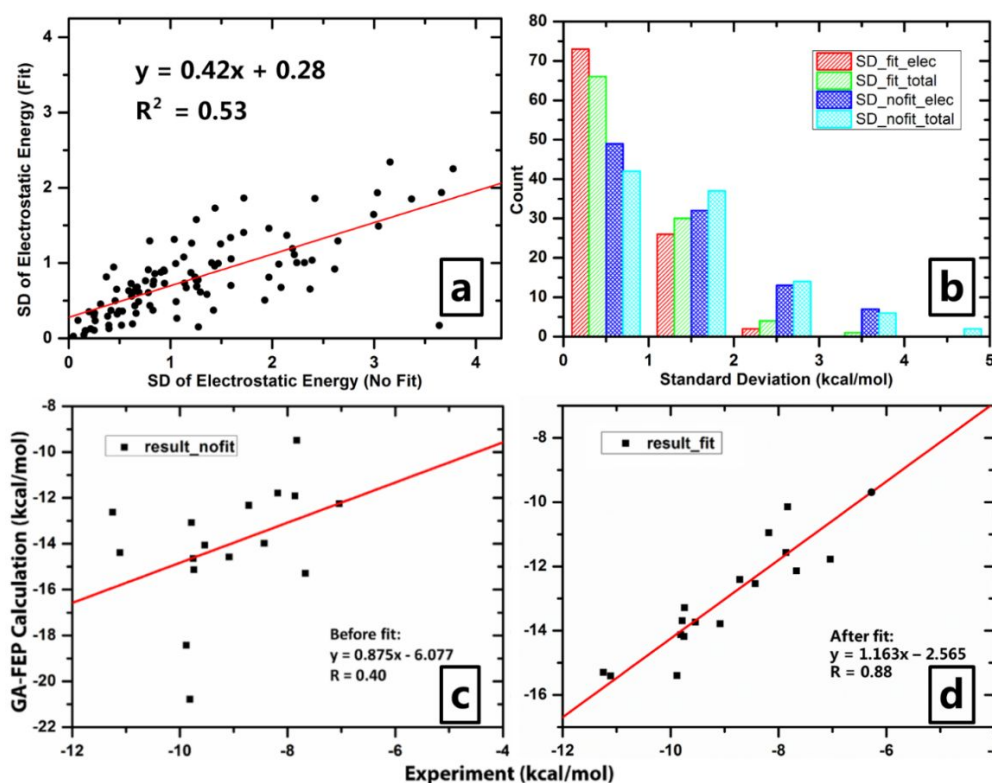 4
3
2
1
0
0
1
2
3
4
SD of Electrostatic Energy (Fit)
SD of Electrostatic Energy (No Fit)
y = 0.42x + 0.28
R² = 0.53
a
80
70
60
50
40
30
20
10
0
0
1
2
3
4
5
Count
Standard Deviation (kcal/mol)
SD_fit_elec
SD_fit_total
SD_nofit_elec
SD_nofit_total
b
-8
-10
-12
-14
-16
-18
-20
-22
-12
-10
-8
-6
-4
GA-FEP Calculation (kcal/mol)
result_nofit
Before fit:
y = 0.875x - 6.077
R = 0.40
c
-8
-10
-12
-14
-16
-12
-10
-8
-6
-4
result_fit
After fit:
y = 1.163x – 2.565
R = 0.88
d
Experiment (kcal/mol)